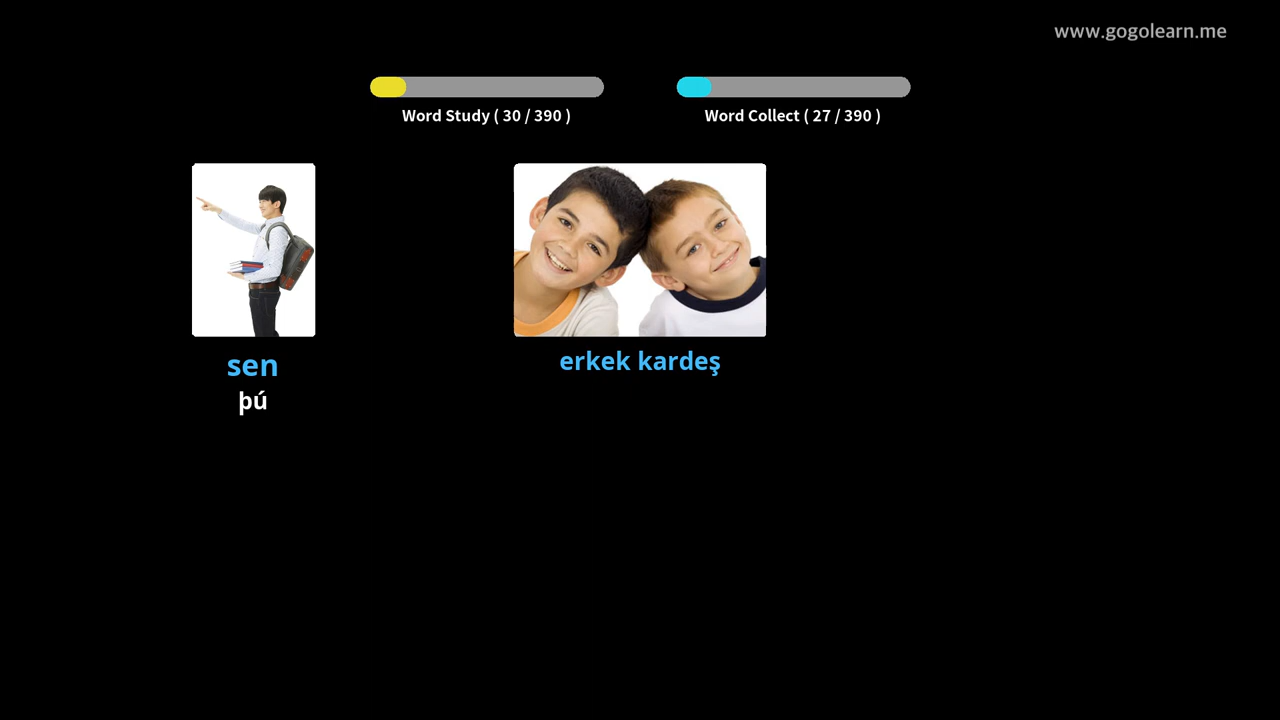 www.gogolearn.me
Word Study ( 30 / 390 )
Word Collect ( 27 / 390 )
sen
þú
erkek kardeş